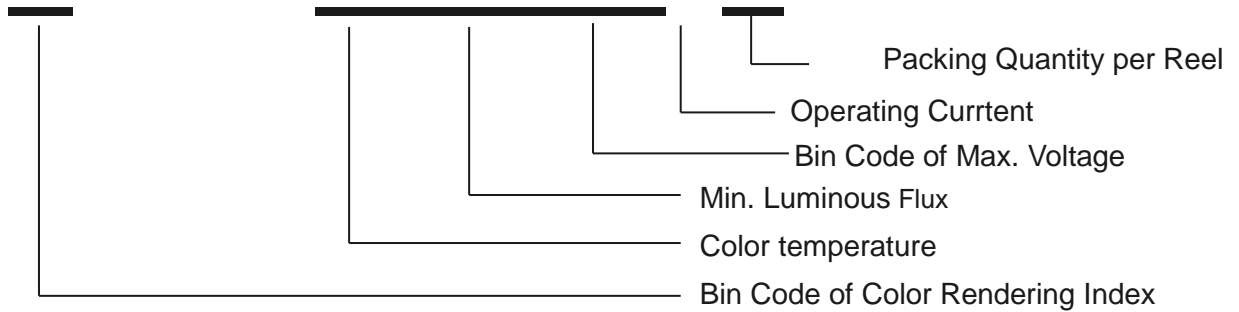 Packing Quantity per Reel
Operating Currtent
Bin Code of Max. Voltage
Min. Luminous Flux
Color temperature
Bin Code of Color Rendering Index